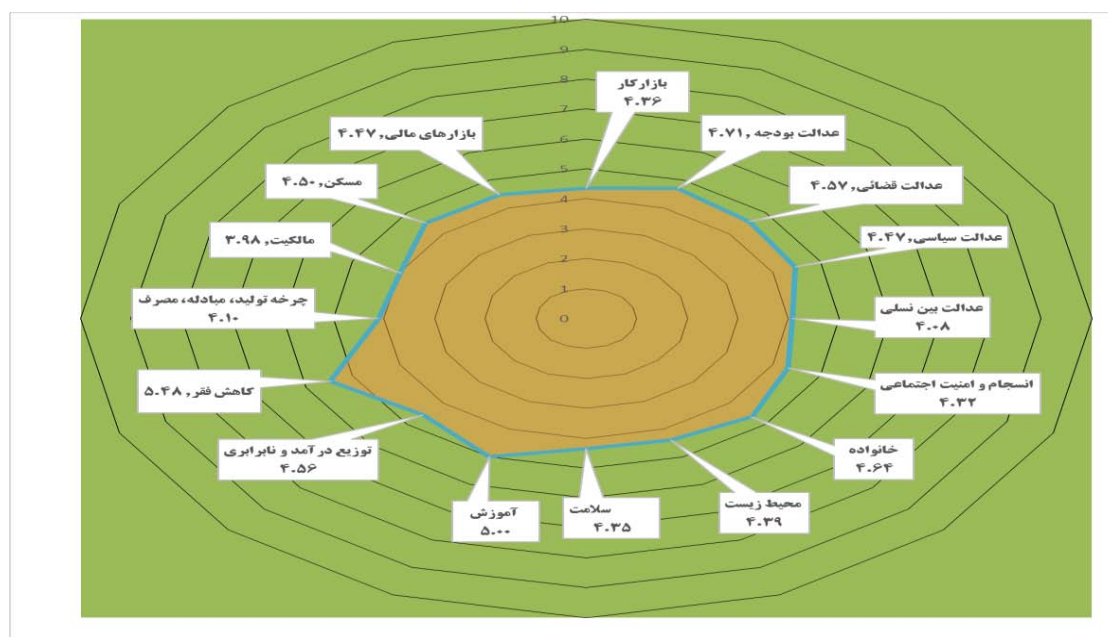 10
9
8
7
6
5
4
3
2
1
0
بازارکار
۴.۳۶
عدالت بودجه ,۴.۷۱
عدالت قضائی,۴.۵۷
عدالت سیاسی,۴.۴۷
عدالت بین نسلی
۴.۰۸
انسجام و امنیت اجتماعی
۴.۳۲
خانواده
۴.۶۴
محیط زیست
۴.۳۹
سلامت
۴.۳۵
آموزش
۵.۰۰
توزیع درآمد و نابرابری
۴.۵۶
کاهش فقر, ۵.۴۸
چرخه تولید، مبادله، مصرف
۴.۱۰
مالکیت, ۳.۹۸
مسکن, ۴.۵۰
بازارهای مالی,۴.۴۷